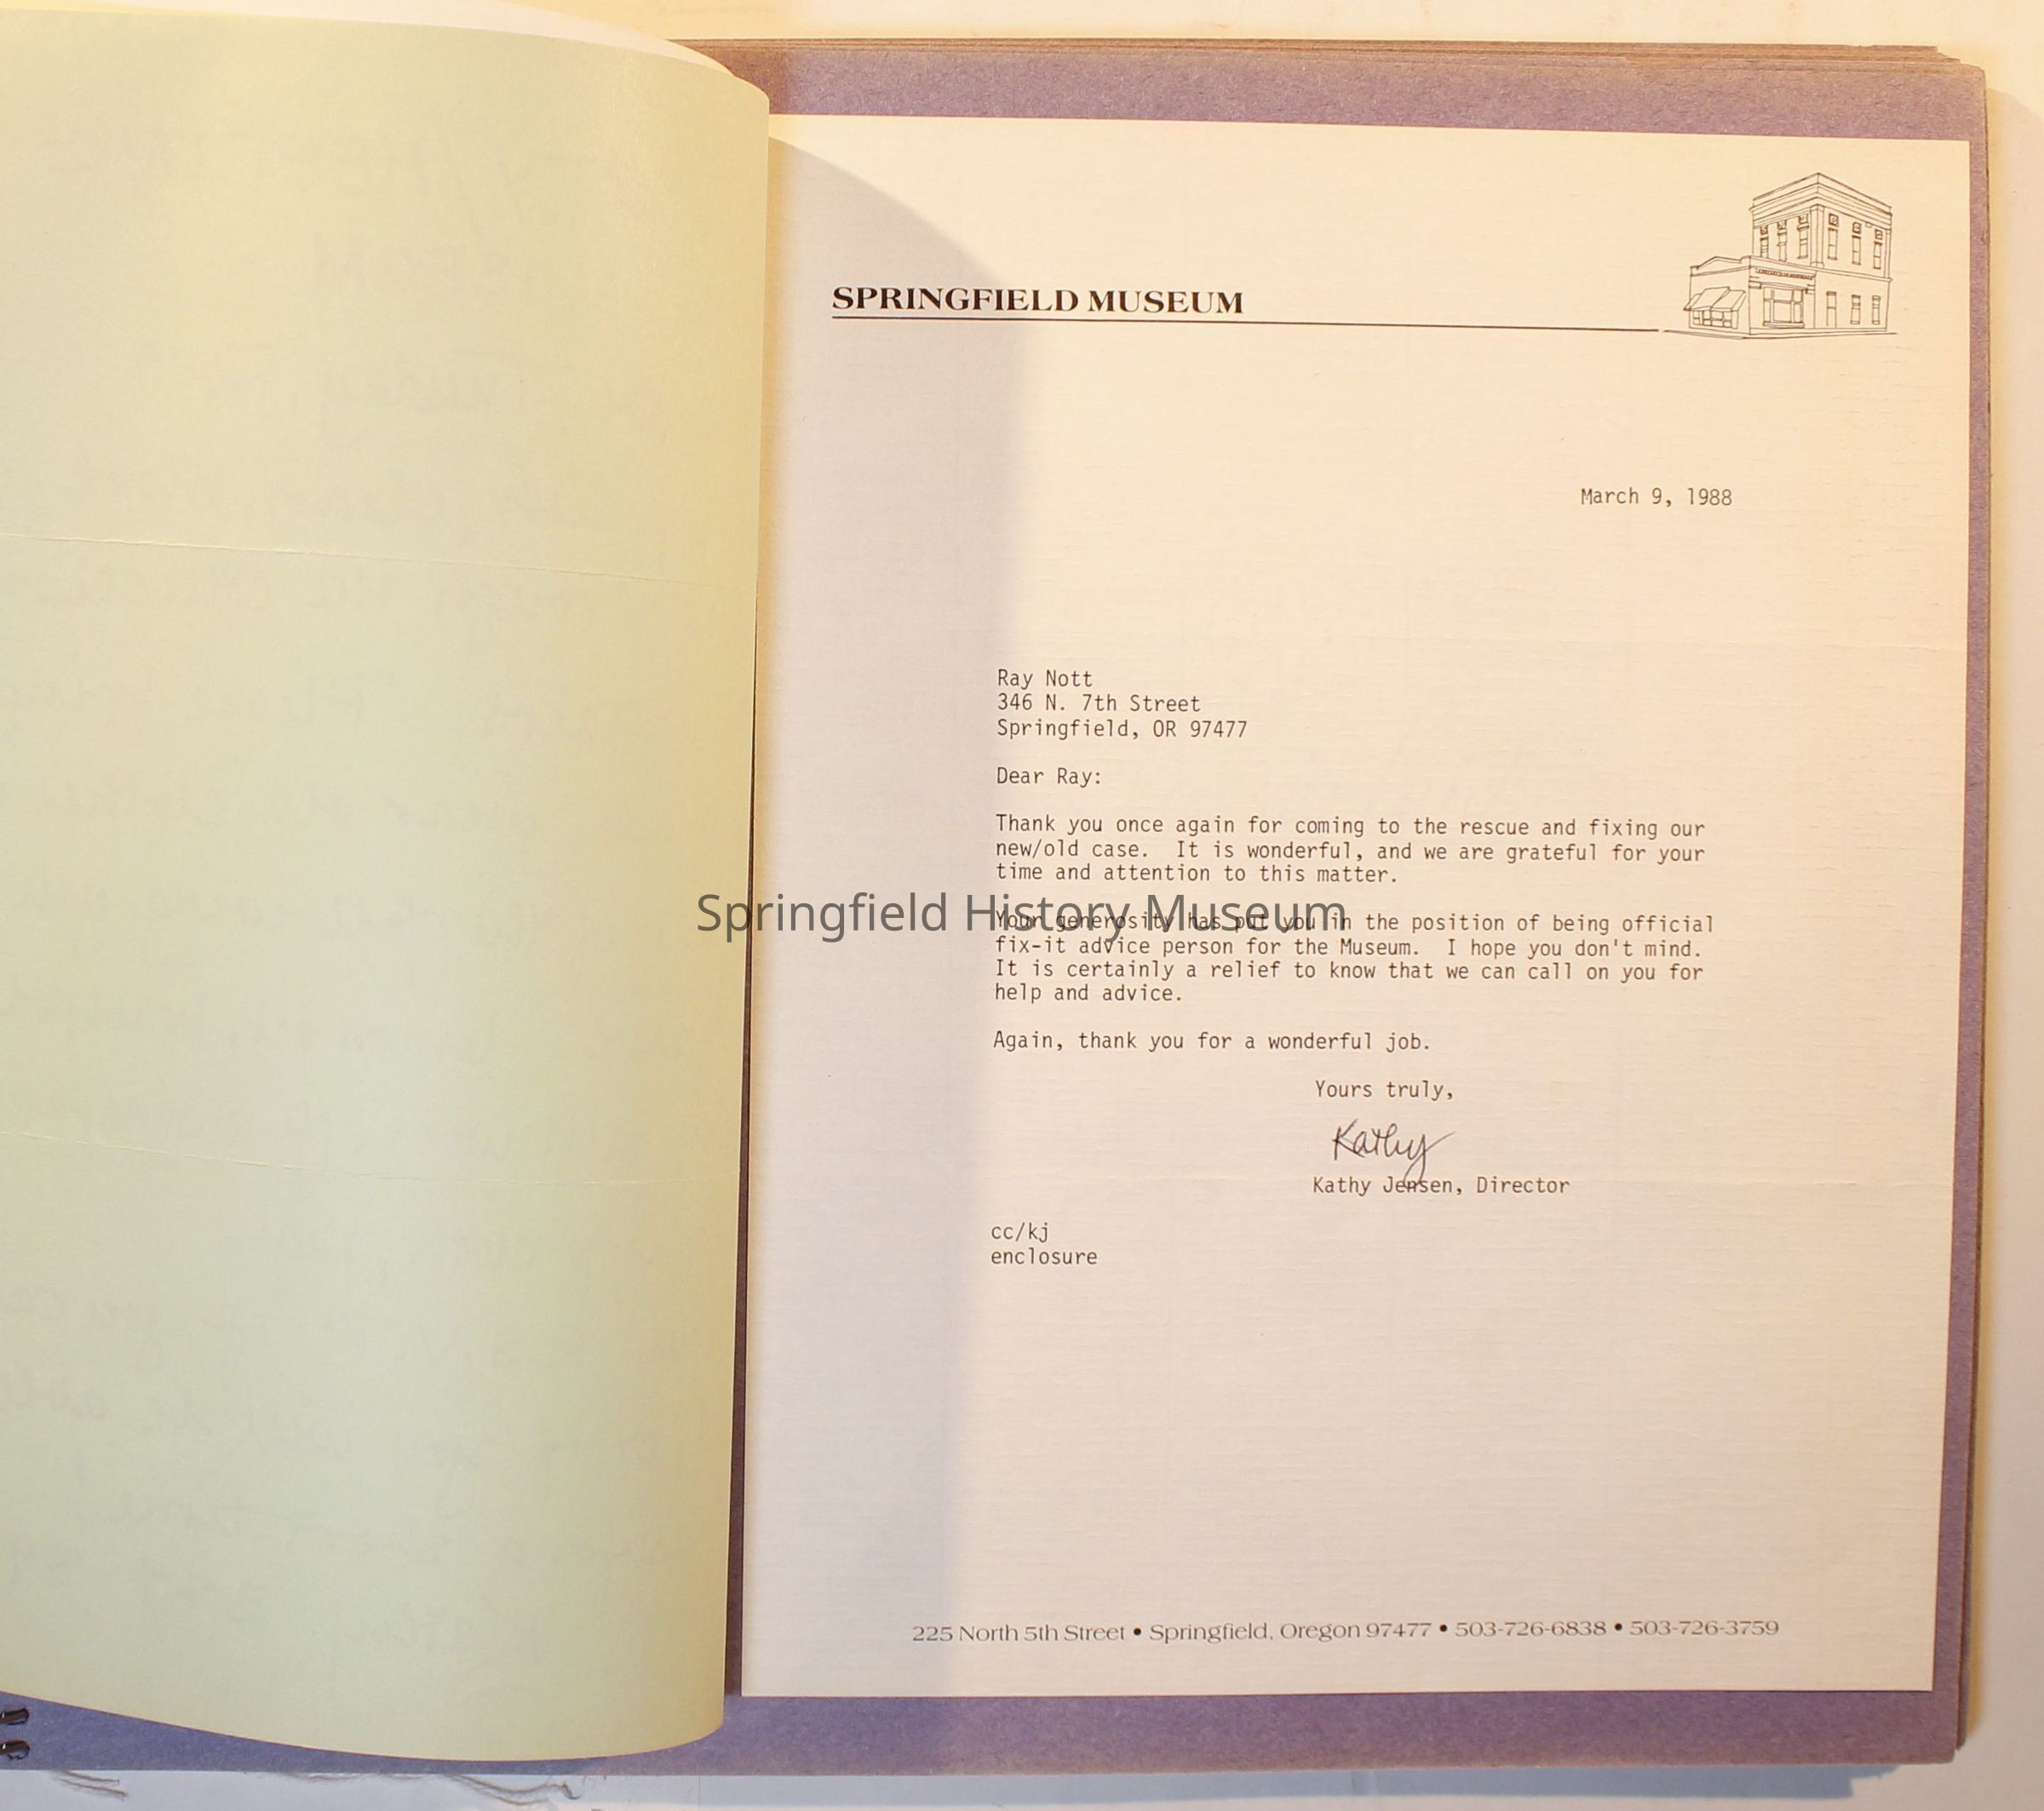 SPRINGFIELD MUSEUM
March 9, 1988
Ray Nott
346 N. 7th Street
Springfield, OR 97477
Dear Ray:
Thank you once again for coming to the rescue and fixing our
new/old case.  It is wonderful, and we are grateful for your
time and attention to this matter.
Springfield History Museum
Your generosity has put you in the position of being official
fix-it advice person for the Museum.  I hope you don't mind.
It is certainly a relief to know that we can call on you for
help and advice.
Again, thank you for a wonderful job.
Yours truly,
Kathy
Kathy Jensen, Director
cc/kj
enclosure
225 North 5th Street • Springfield, Oregon 97477 • 503-726-6838 • 503-726-3759